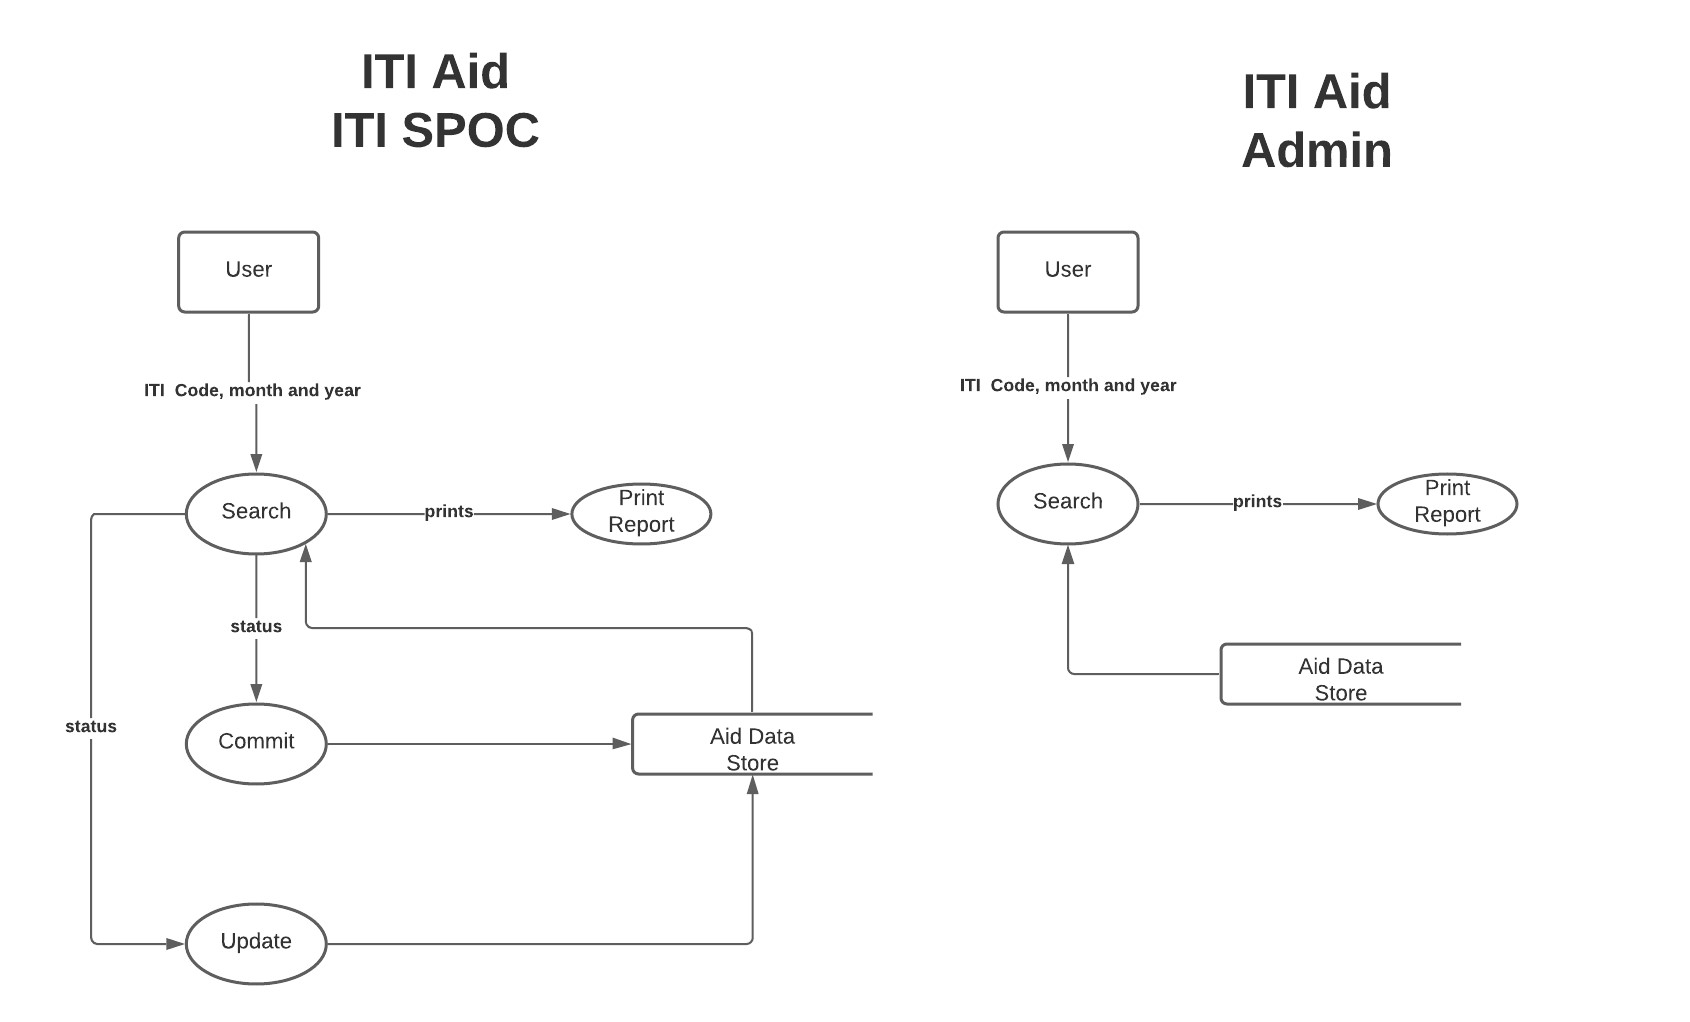 ITI Aid
ITI SPOC
User
ITI  Code, month and year
Search
prints
Print
Report
status
status
Commit
Aid Data
Store
Update
ITI Aid
Admin
User
ITI  Code, month and year
Search
prints
Print
Report
Aid Data
Store